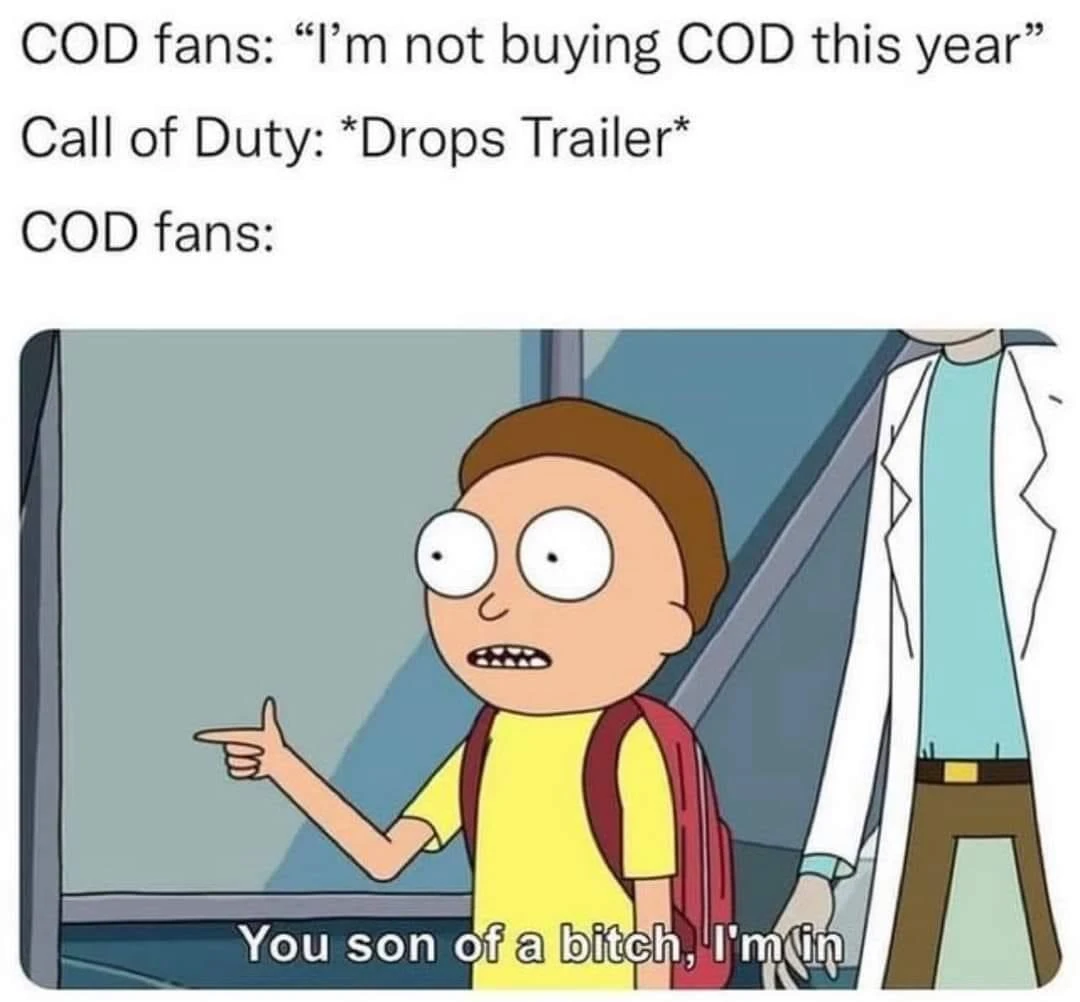 COD fans: “I’m not buying COD this year”
Call of Duty: *Drops Trailer*
COD fans:
You son of a bitch, I'm in